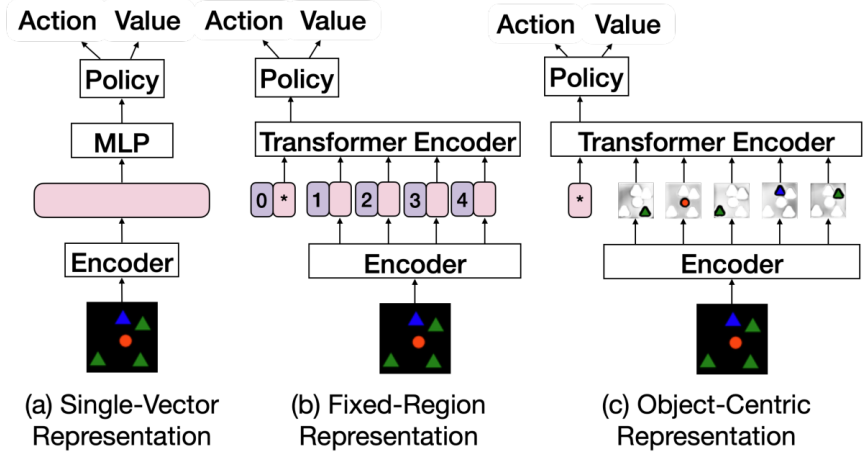 Action Value
Policy
MLP
Encoder
(a) Single-Vector
Representation
Action Value
Policy
Transformer Encoder
0 * 1 2 3 4
Encoder
(b) Fixed-Region
Representation
Action Value
Policy
Transformer Encoder
*
Encoder
(c) Object-Centric
Representation